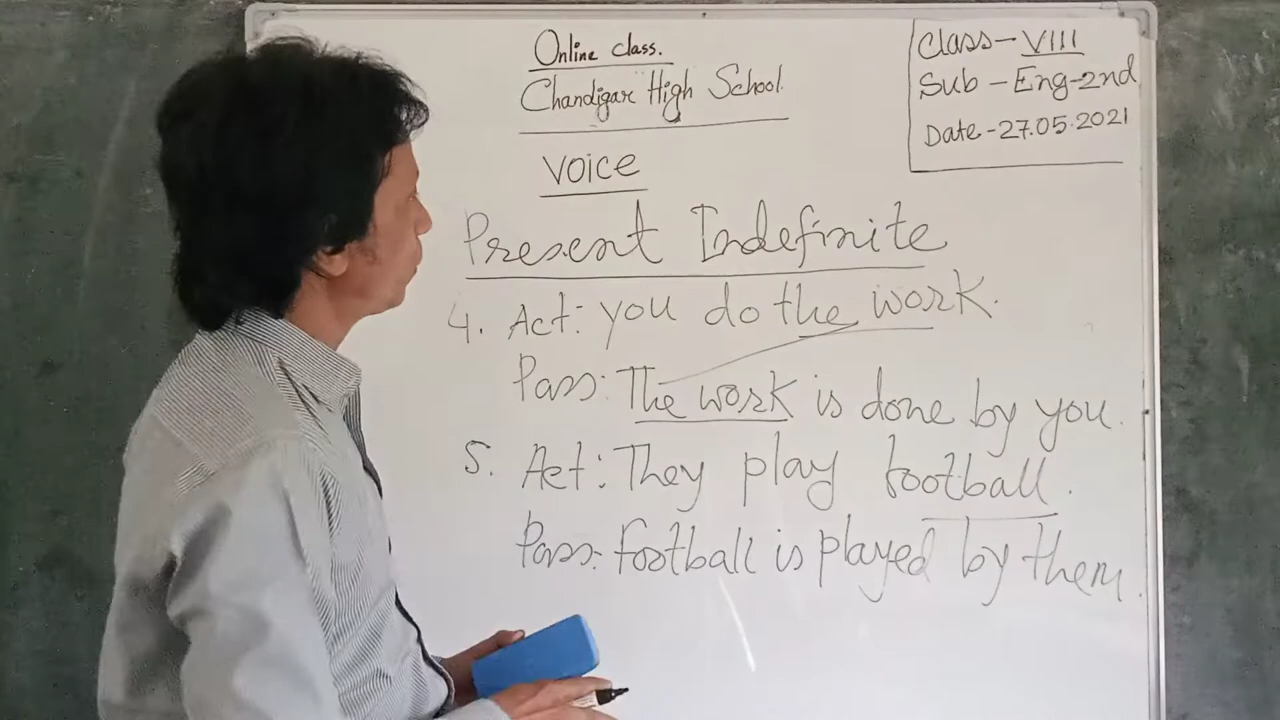 Online class.
Chandigar High School.
Class-VIII
Sub-Eng-2nd
Date-27.05.2021
VOICE
Present Indefinite
4. Act: You do the work.
Pass: The work is done by you.
5. Act: They play football.
Pass: Football is played by them.